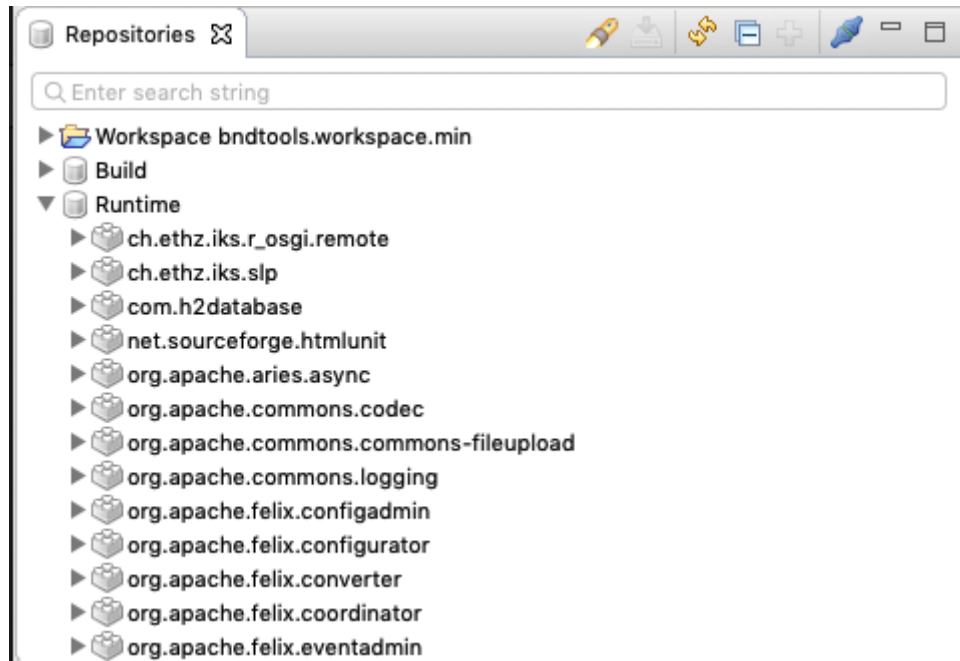 Repositories
Enter search string
Workspace bndtools.workspace.min
Build
Runtime
ch.ethz.iks.r_osgi.remote
ch.ethz.iks.slp
com.h2database
net.sourceforge.htmlunit
org.apache.aries.async
org.apache.commons.codec
org.apache.commons.commons-fileupload
org.apache.commons.logging
org.apache.felix.configadmin
org.apache.felix.configurator
org.apache.felix.converter
org.apache.felix.coordinator
org.apache.felix.eventadmin